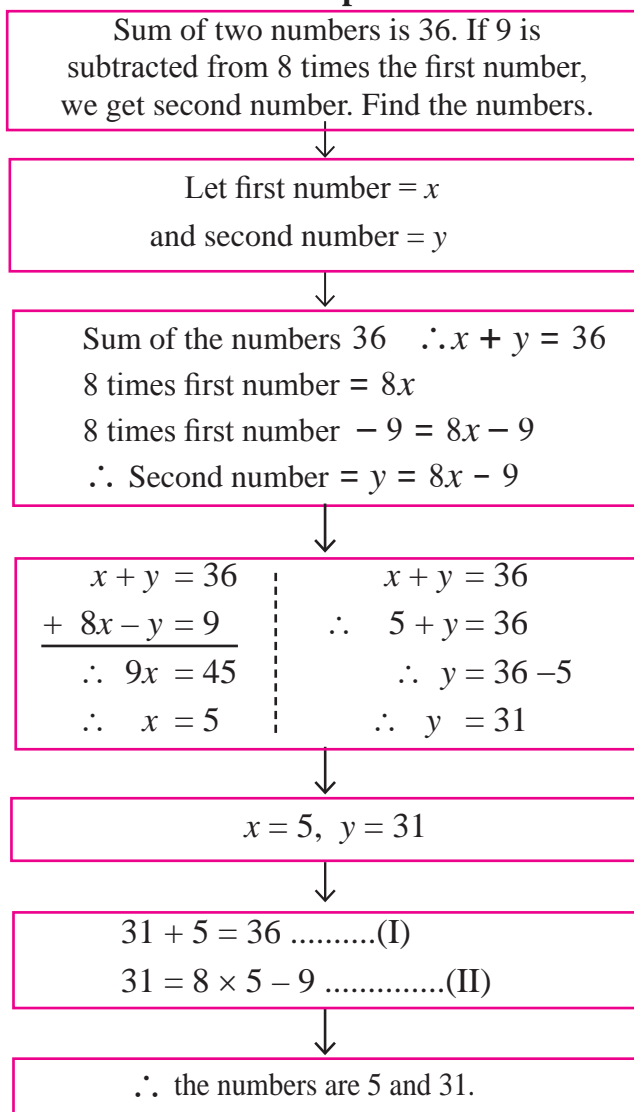 Sum of two numbers is 36. If 9 is
subtracted from 8 times the first number,
we get second number. Find the numbers.
Let first number = x
and second number = y
Sum of the numbers 36 ∴ x + y = 36
8 times first number = 8x
8 times first number − 9 = 8x − 9
∴ Second number = y = 8x − 9
x + y = 36
+ 8x – y = 9
∴ 9x = 45
∴ x = 5
x + y = 36
∴ 5 + y = 36
∴ y = 36 –5
∴ y = 31
x = 5, y = 31
31 + 5 = 36 ..........(I)
31 = 8 × 5 – 9 ..............(II)
∴ the numbers are 5 and 31.